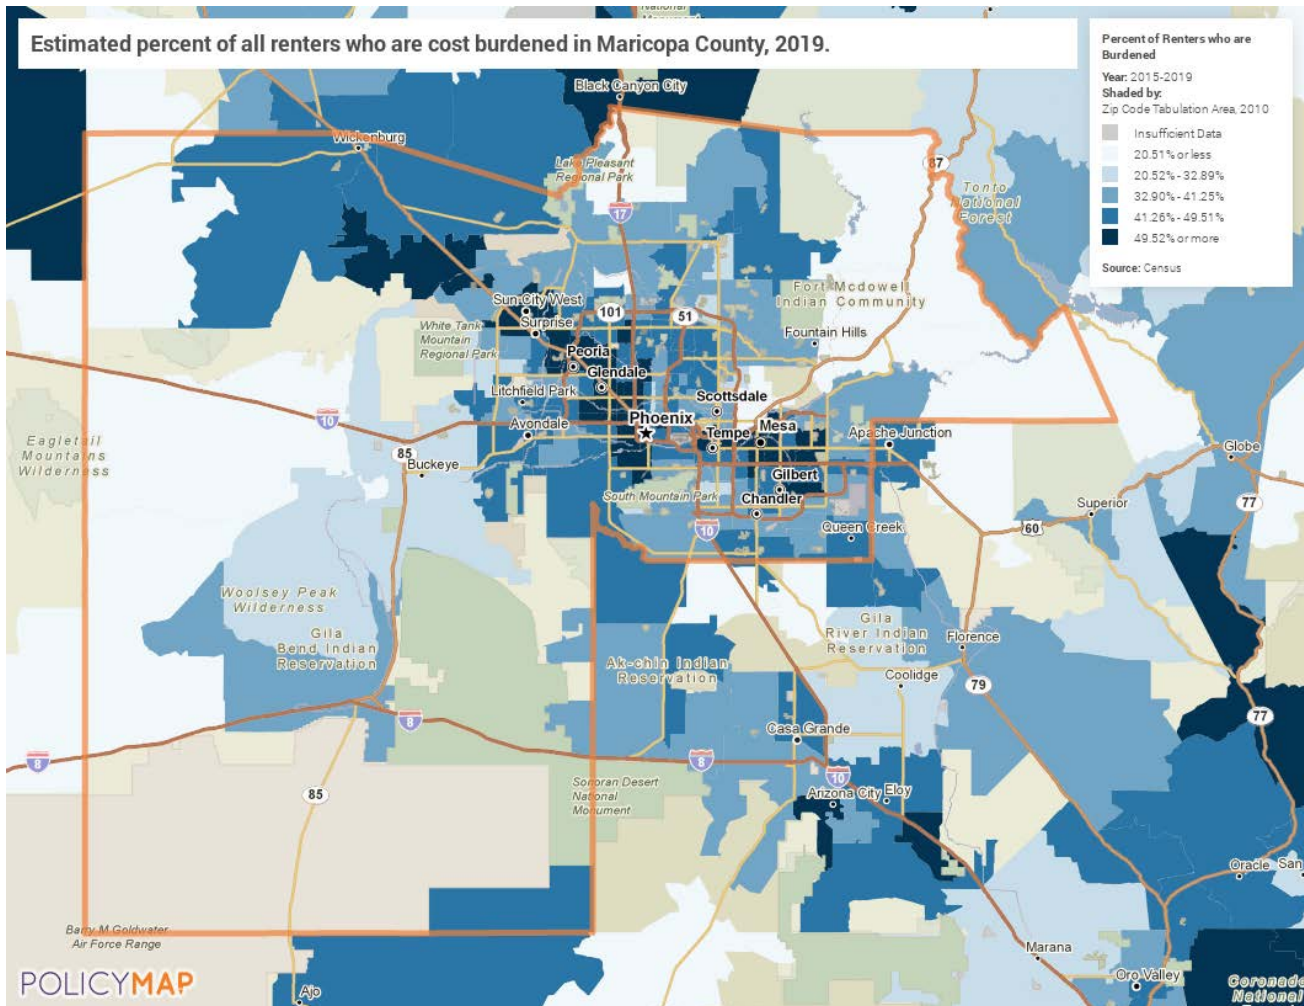 National
Monument
Estimated percent of all renters who are cost burdened in Maricopa County, 2019.
Percent of Renters who are
Burdened
Year: 2015-2019
Shaded by:
Zip Code Tabulation Area, 2010
Insufficient Data
20.51% or less
20.52% - 32.89%
32.90% - 41.25%
41.26% - 49.51%
49.52% or more
Source: Census
Black Canyon City
Wickenburg
Lake Pleasant
Regional Park
87
Tonto
National
Forest
17
Fort Mcdowell
Indian Community
Sun City West
101
51
Surprise
White Tank
Mountain
Regional Park
Fountain Hills
Peoria
Glendale
Litchfield Park
Scottsdale
10
Phoenix
Avondale
Mesa
Tempe
Apache Junction
Eagletail
Mountains
Wilderness
85
Buckeye
Globe
Gilbert
South Mountain Park
Chandler
Superior
77
10
Queen Creek
60
Woolsey Peak
Wilderness
Gila
Bend Indian
Reservation
Gila
River Indian
Reservation
Florence
Ak-chin Indian
Reservation
Coolidge
79
8
77
Casa Grande
8
8
10
85
Sonoran Desert
National
Monument
Arizona City
Eloy
Oracle
San
Barry M Goldwater
Air Force Range
Marana
POLICYMAP
Ajo
Oro Valley
Coronado
National